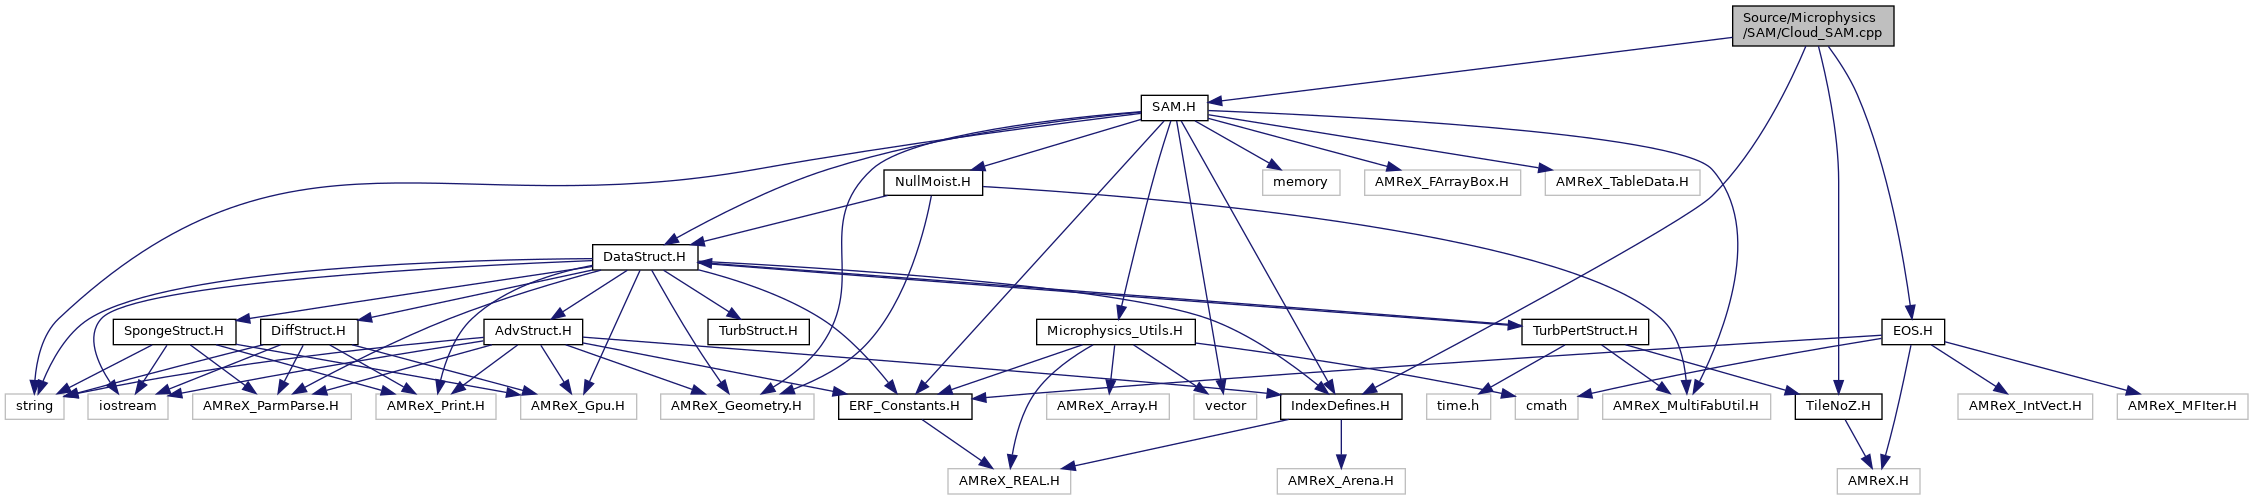 Source/Microphysics
/SAM/Cloud_SAM.cpp
SAM.H
NullMoist.H
memory
AMReX_FArrayBox.H
AMReX_TableData.H
DataStruct.H
SpongeStruct.H
DiffStruct.H
AdvStruct.H
TurbStruct.H
Microphysics_Utils.H
TurbPertStruct.H
EOS.H
string
iostream
AMReX_ParmParse.H
AMReX_Print.H
AMReX_Gpu.H
AMReX_Geometry.H
ERF_Constants.H
AMReX_Array.H
vector
IndexDefines.H
time.h
cmath
AMReX_MultiFabUtil.H
TileNoZ.H
AMReX_IntVect.H
AMReX_MFIter.H
AMReX_REAL.H
AMReX_Arena.H
AMReX.H